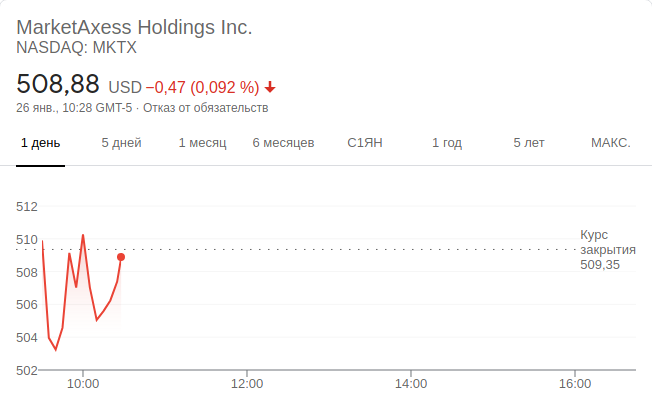 MarketAxess Holdings Inc.
NASDAQ: MKTX
508,88 USD −0,47 (0,092 %)
26 янв., 10:28 GMT-5 · Отказ от обязательств
1 день 5 дней 1 месяц 6 месяцев С1ЯН 1 год 5 лет МАКС.
512
510
508
506
504
502
Курс
закрытия
509,35
10:00 12:00 14:00 16:00